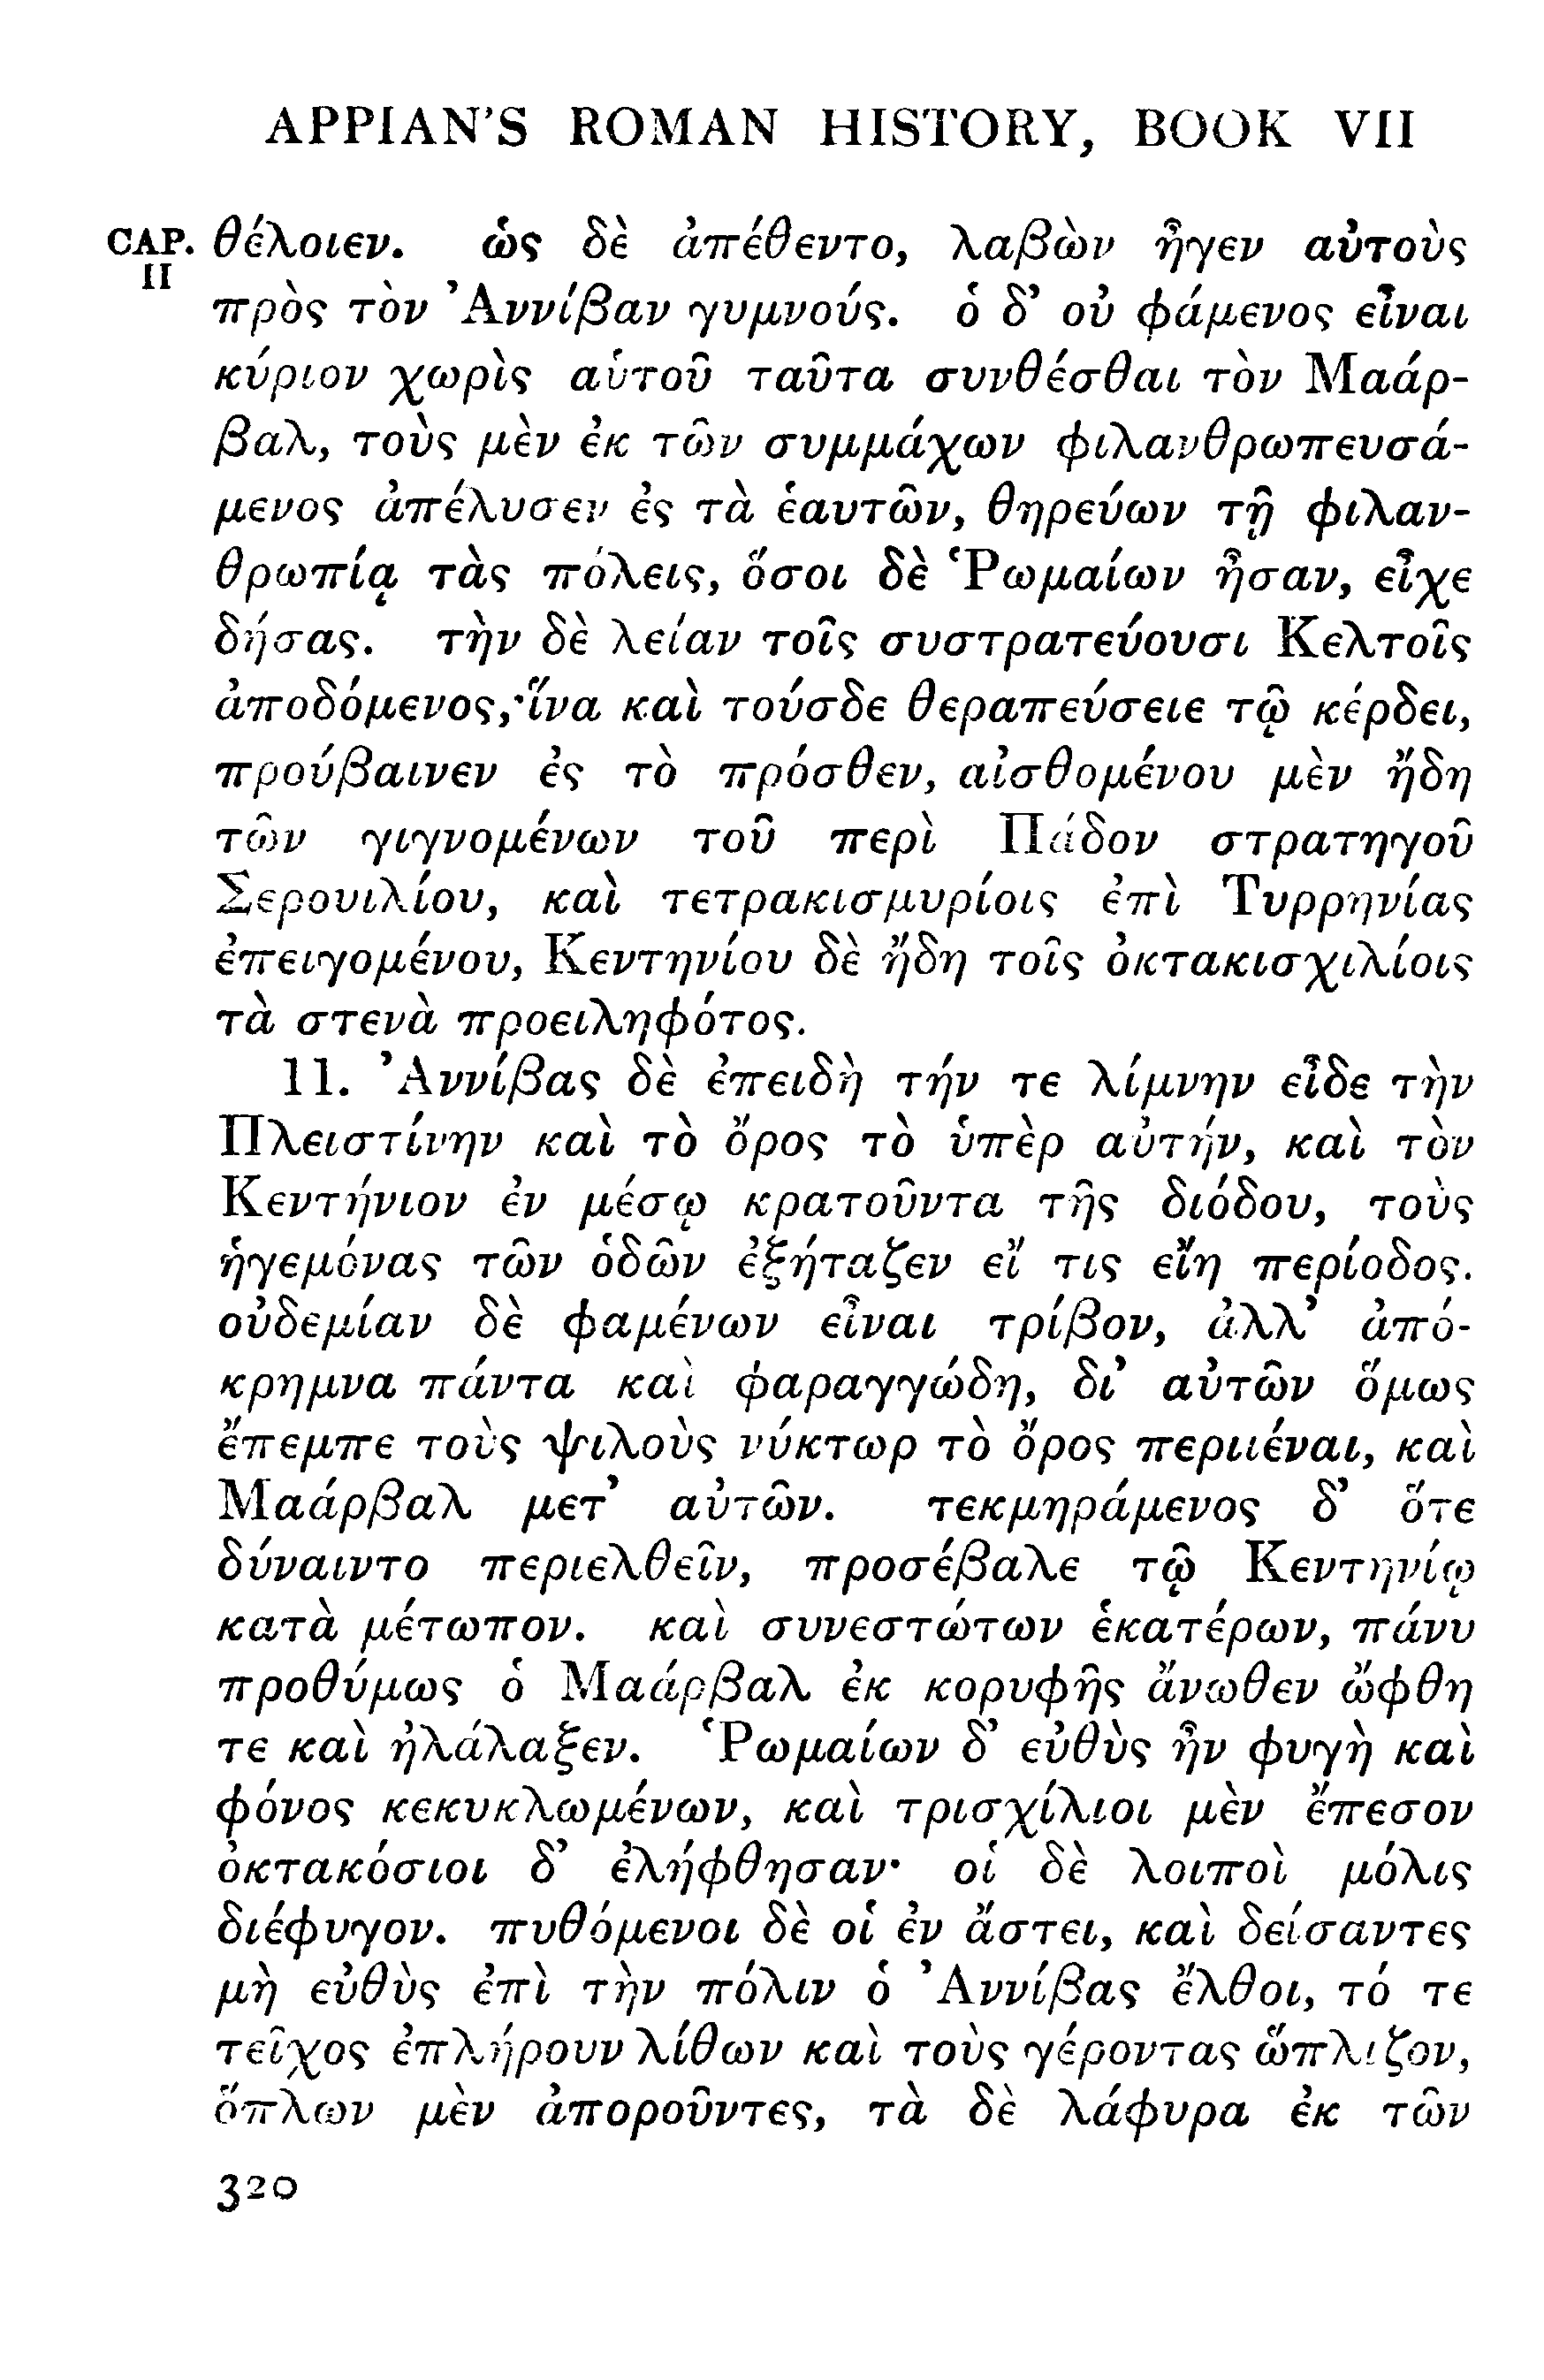 APPIAN'S ROMAN HISTORY, BOOK VII
CAP. II
θέλοιεν. ὡς δὲ ἀπέθεντο, λαβὼν ἦγεν αὐτοὺς
πρὸς τὸν Ἀννίβαν γυμνούς. ὁ δ' οὐ φάμενος εἶναι
κύριον χωρὶς αὑτοῦ ταῦτα συνθέσθαι τὸν Μαάρ-
βαλ, τοὺς μὲν ἐκ τῶν συμμάχων φιλανθρωπευσά-
μενος ἀπέλυσεν ἐς τὰ ἑαυτῶν, θηρεύων τῇ φιλαν-
θρωπίᾳ τὰς πόλεις, ὅσοι δὲ Ῥωμαίων ἦσαν, εἶχε
δήσας. τὴν δὲ λείαν τοῖς συστρατεύουσι Κελτοῖς
ἀποδόμενος, ἵνα καὶ τούσδε θεραπεύσειε τῷ κέρδει,
προύβαινεν ἐς τὸ πρόσθεν, αἰσθομένου μὲν ἤδη
τῶν γιγνομένων τοῦ περὶ Πάδον στρατηγοῦ
Σερουιλίου, καὶ τετρακισμυρίοις ἐπὶ Τυρρηνίας
ἐπειγομένου, Κεντηνίου δὲ ἤδη τοῖς ὀκτακισχιλίοις
τὰ στενὰ προειληφότος.
11. Ἀννίβας δὲ ἐπειδὴ τήν τε λίμνην εἶδε τὴν
Πλειστίνην καὶ τὸ ὄρος τὸ ὑπὲρ αὐτήν, καὶ τὸν
Κεντήνιον ἐν μέσῳ κρατοῦντα τῆς διόδου, τοὺς
ἡγεμόνας τῶν ὁδῶν ἐξήταζεν εἴ τις εἴη περίοδος.
οὐδεμίαν δὲ φαμένων εἶναι τρίβον, ἀλλ' ἀπό-
κρημνα πάντα καὶ φαραγγώδη, δι' αὐτῶν ὅμως
ἔπεμπε τοὺς ψιλοὺς νύκτωρ τὸ ὄρος περιιέναι, καὶ
Μαάρβαλ μετ' αὐτῶν. τεκμηράμενος δ' ὅτε
δύναιντο περιελθεῖν, προσέβαλε τῷ Κεντηνίῳ
κατὰ μέτωπον. καὶ συνεστώτων ἑκατέρων, πάνυ
προθύμως ὁ Μαάρβαλ ἐκ κορυφῆς ἄνωθεν ὤφθη
τε καὶ ἠλάλαξεν. Ῥωμαίων δ' εὐθὺς ἦν φυγὴ καὶ
φόνος κεκυκλωμένων, καὶ τρισχίλιοι μὲν ἔπεσον
ὀκτακόσιοι δ' ἐλήφθησαν· οἱ δὲ λοιποὶ μόλις
διέφυγον. πυθόμενοι δὲ οἱ ἐν ἄστει, καὶ δείσαντες
μὴ εὐθὺς ἐπὶ τὴν πόλιν ὁ Ἀννίβας ἔλθοι, τό τε
τεῖχος ἐπλήρουν λίθων καὶ τοὺς γέροντας ὥπλιζον,
ὅπλων μὲν ἀποροῦντες, τὰ δὲ λάφυρα ἐκ τῶν
320